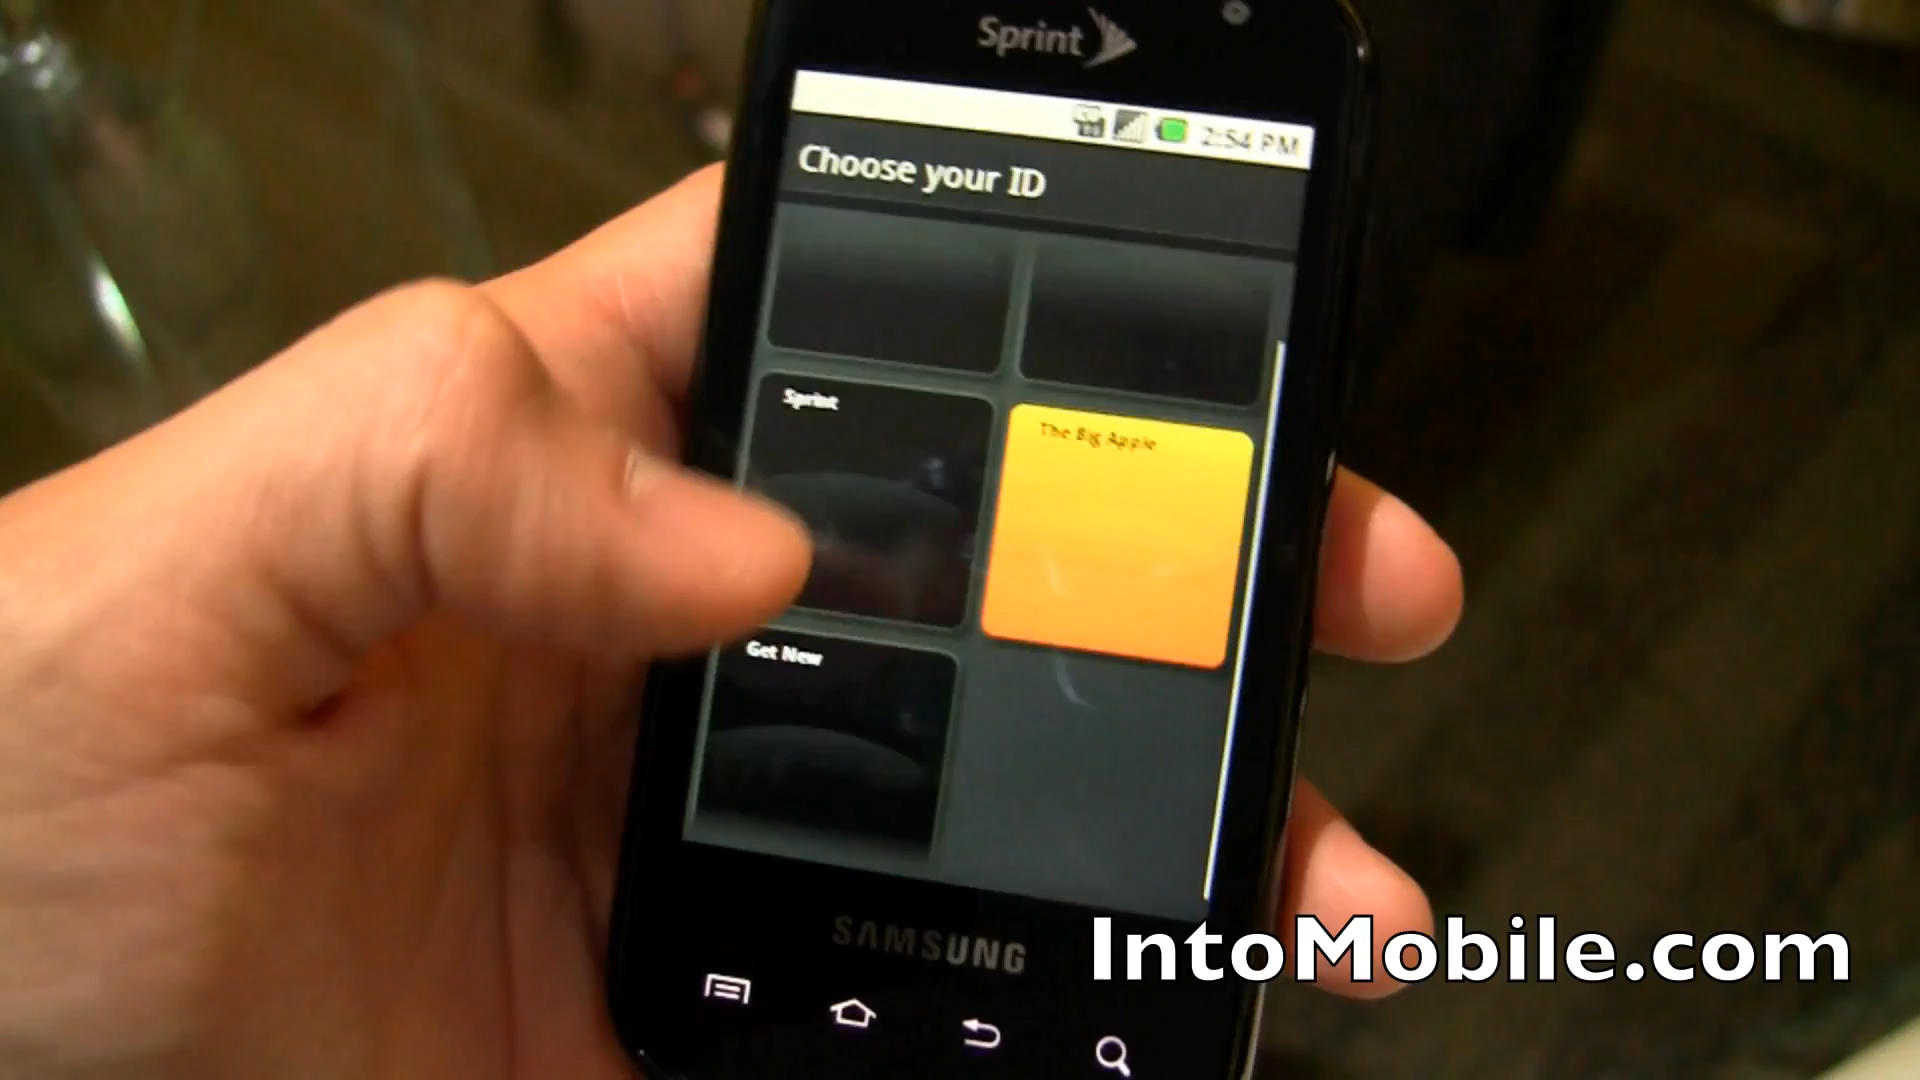 Sprint
2:54 PM
Choose your ID
Sprint
The Big Apple
Get New
SAMSUNG
IntoMobile.com